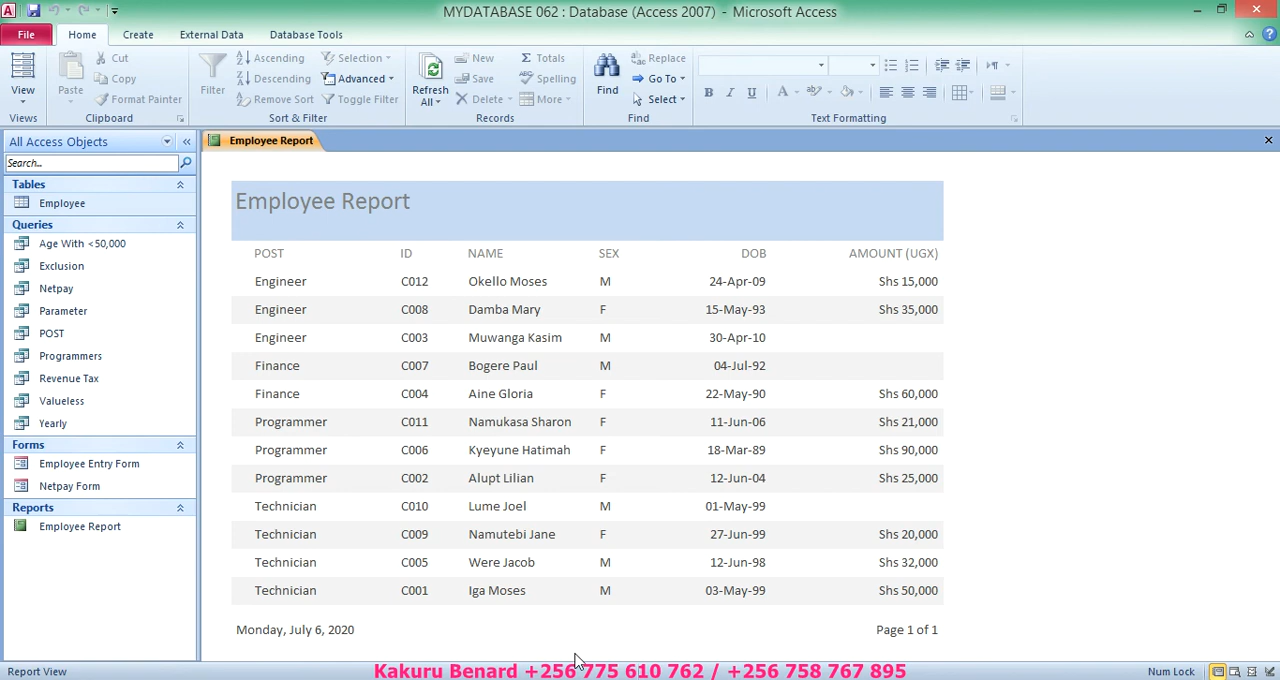 MYDATABASE 062 : Database (Access 2007) - Microsoft Access
File Home Create External Data Database Tools
View
Views
Paste
Cut
Copy
Format Painter
Clipboard
Filter
Ascending
Descending
Remove Sort
Selection
Advanced
Toggle Filter
Sort & Filter
Refresh
All
New
Save
Delete
Totals
Spelling
More
Records
Find
Replace
Go To
Select
Find
B I U A ab
Text Formatting
All Access Objects
Search...
Tables
Employee
Queries
Age With <50,000
Exclusion
Netpay
Parameter
POST
Programmers
Revenue Tax
Valueless
Yearly
Forms
Employee Entry Form
Netpay Form
Reports
Employee Report
Employee Report
Employee Report
POST ID NAME SEX DOB AMOUNT (UGX)
Engineer C012 Okello Moses M 24-Apr-09 Shs 15,000
Engineer C008 Damba Mary F 15-May-93 Shs 35,000
Engineer C003 Muwanga Kasim M 30-Apr-10
Finance C007 Bogere Paul M 04-Jul-92
Finance C004 Aine Gloria F 22-May-90 Shs 60,000
Programmer C011 Namukasa Sharon F 11-Jun-06 Shs 21,000
Programmer C006 Kyeyune Hatimah F 18-Mar-89 Shs 90,000
Programmer C002 Alupt Lilian F 12-Jun-04 Shs 25,000
Technician C010 Lume Joel M 01-May-99
Technician C009 Namutebi Jane F 27-Jun-99 Shs 20,000
Technician C005 Were Jacob M 12-Jun-98 Shs 32,000
Technician C001 Iga Moses M 03-May-99 Shs 50,000
Monday, July 6, 2020 Page 1 of 1
Report View Num Lock
Kakuru Benard +256 775 610 762 / +256 758 767 895